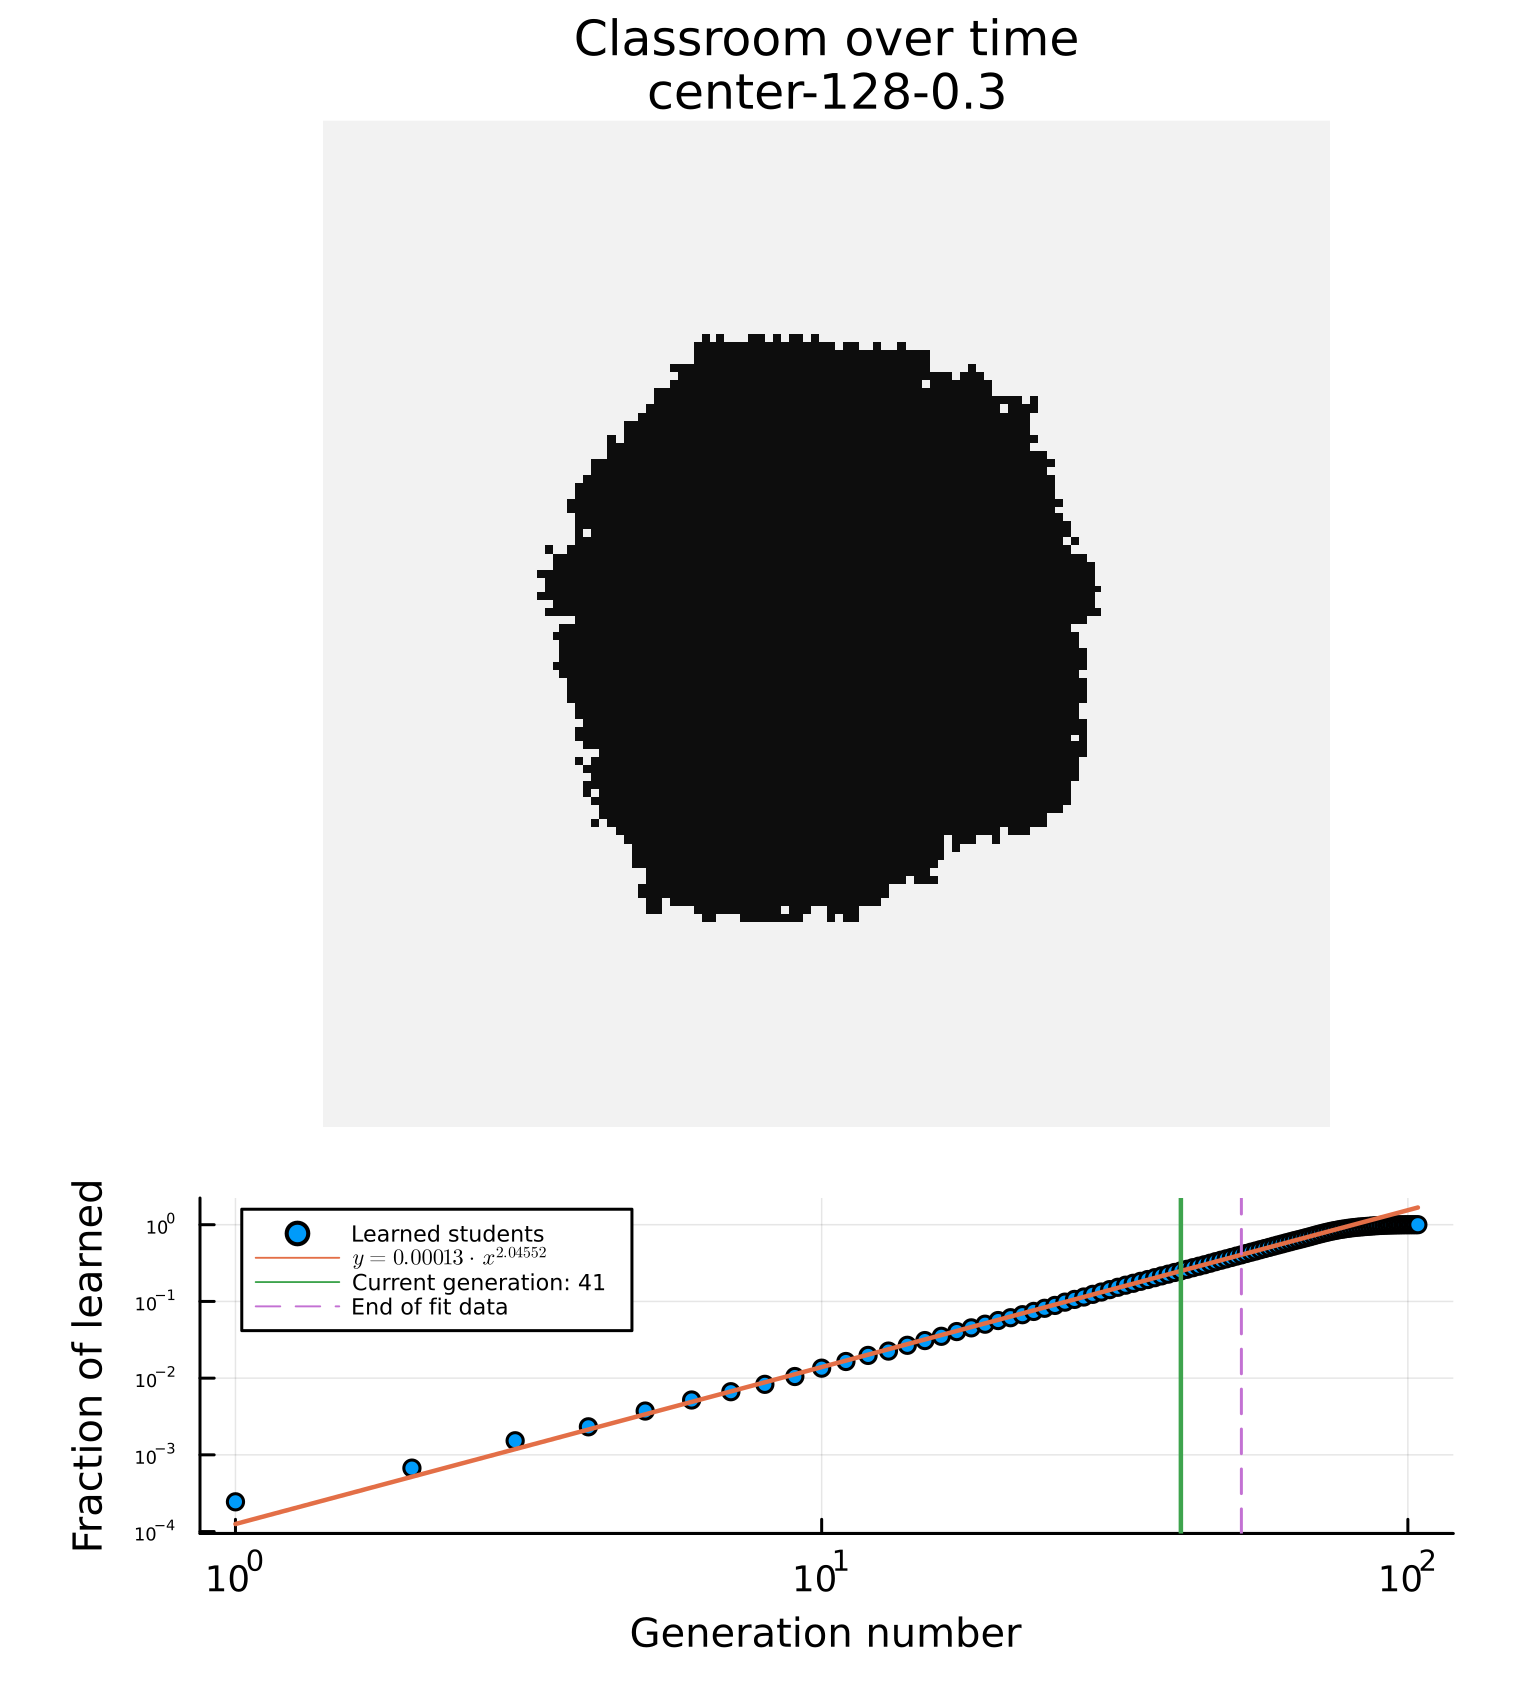 Classroom over time
center-128-0.3
Fraction of learned
10^0
10^-1
10^-2
10^-3
10^-4
Learned students
y = 0.00013 · x^2.04552
Current generation: 41
End of fit data
10^0 10^1 10^2
Generation number